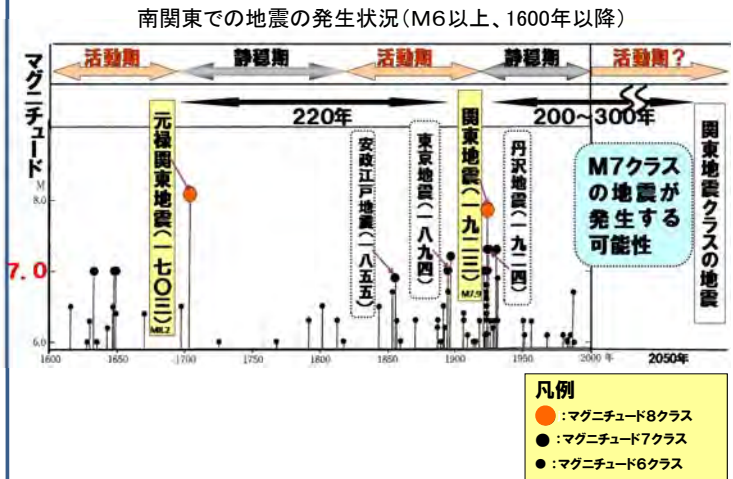 南関東での地震の発生状況(M6以上、1600年以降)
活動期
静穏期
活動期
静穏期
活動期?
マグニチュード
M
220年
200~300年
元禄関東地震(一七〇三)
M8.2
安政江戸地震(一八五五)
東京地震(一八九四)
関東地震(一九二三)
M7.9
丹沢地震(一九二四)
M7クラス
の地震が
発生する
可能性
関東地震クラスの地震
8.0
7.0
6.0
1600
1650
1700
1750
1800
1850
1900
1950
2000 年
2050年
凡例
:マグニチュード8クラス
:マグニチュード7クラス
:マグニチュード6クラス